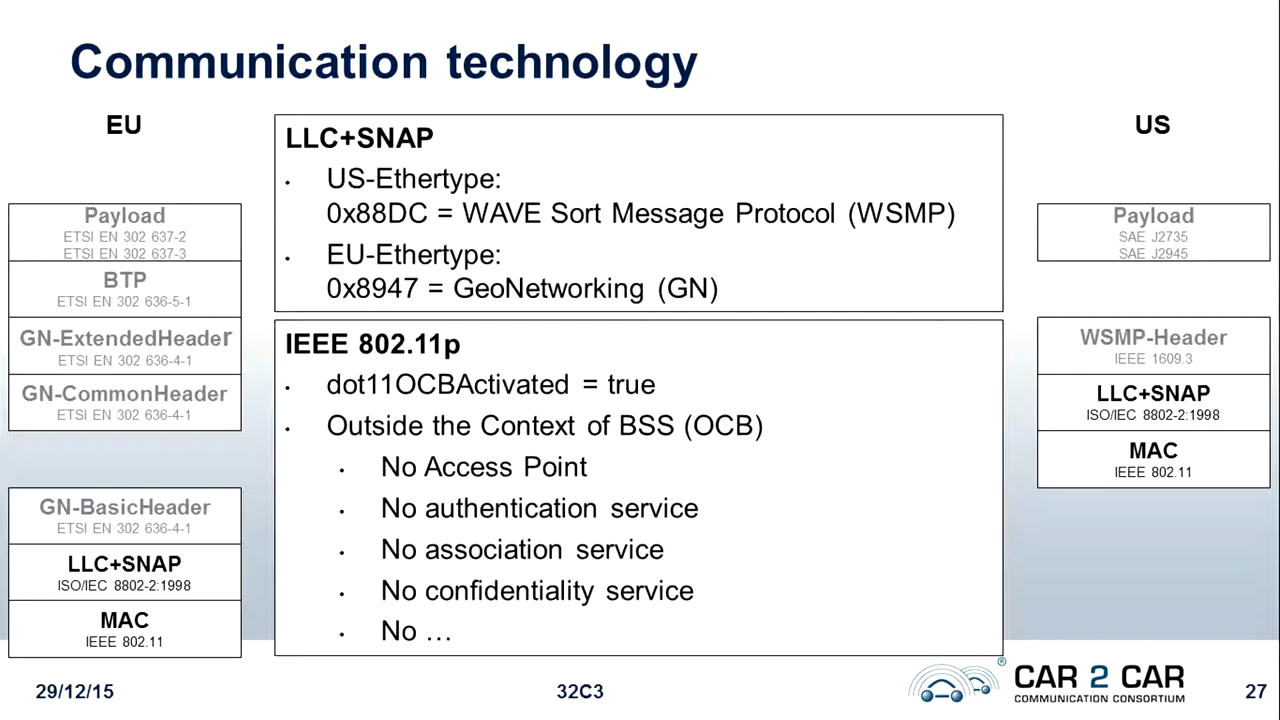 Communication technology
EU
Payload
ETSI EN 302 637-2
ETSI EN 302 637-3
BTP
ETSI EN 302 636-5-1
GN-ExtendedHeader
ETSI EN 302 636-4-1
GN-CommonHeader
ETSI EN 302 636-4-1
GN-BasicHeader
ETSI EN 302 636-4-1
LLC+SNAP
ISO/IEC 8802-2:1998
MAC
IEEE 802.11
LLC+SNAP
• US-Ethertype:
0x88DC = WAVE Sort Message Protocol (WSMP)
• EU-Ethertype:
0x8947 = GeoNetworking (GN)
IEEE 802.11p
• dot11OCBActivated = true
• Outside the Context of BSS (OCB)
• No Access Point
• No authentication service
• No association service
• No confidentiality service
• No …
US
Payload
SAE J2735
SAE J2945
WSMP-Header
IEEE 1609.3
LLC+SNAP
ISO/IEC 8802-2:1998
MAC
IEEE 802.11
29/12/15
32C3
®
CAR 2 CAR
COMMUNICATION CONSORTIUM
27